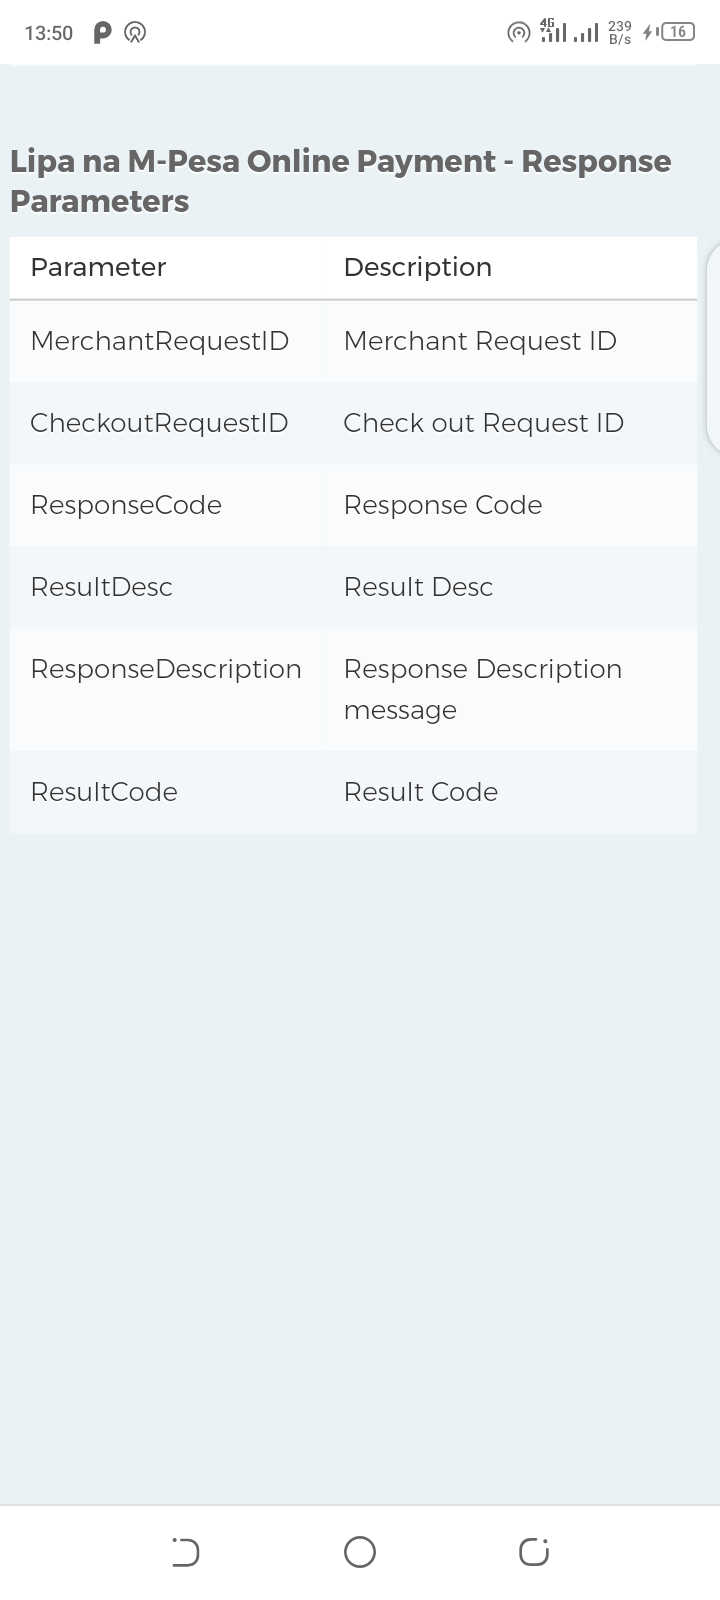 13:50 4G 239 B/s 16
Lipa na M-Pesa Online Payment - Response
Parameters
Parameter Description
MerchantRequestID Merchant Request ID
CheckoutRequestID Check out Request ID
ResponseCode Response Code
ResultDesc Result Desc
ResponseDescription Response Description
message
ResultCode Result Code